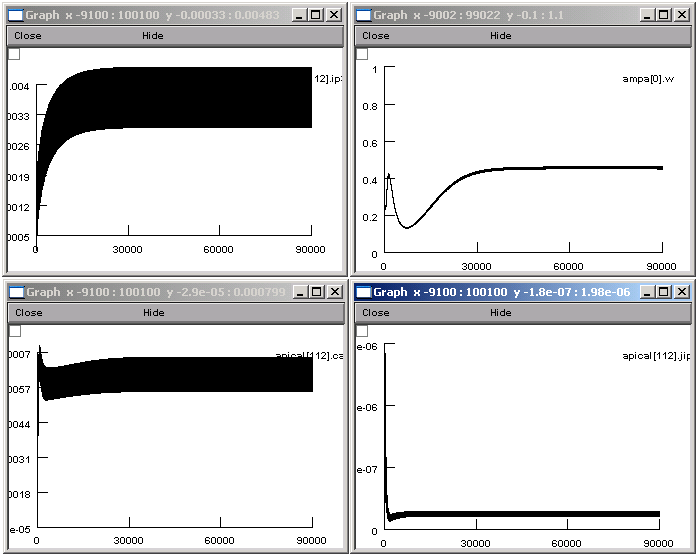 Graph x -9100 : 100100 y -0.00033 : 0.00483
Close Hide
12].ip3
.004
0033
0026
0019
0012
0005
0 30000 60000 90000
Graph x -9002 : 99022 y -0.1 : 1.1
Close Hide
1
ampa[0].w
0.8
0.6
0.4
0.2
0
0 30000 60000 90000
Graph x -9100 : 100100 y -2.9e-05 : 0.000799
Close Hide
0007
apical[112].ca
0057
0044
0031
0018
e-05
0 30000 60000 90000
Graph x -9100 : 100100 y -1.8e-07 : 1.98e-06
Close Hide
e-06
apical[112].jip
e-06
e-07
0
0 30000 60000 90000